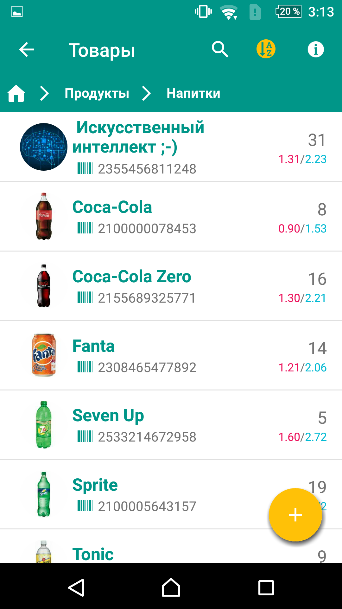 20 % 3:13
Товары
Продукты Напитки
Искусственный
31
интеллект ;-)
2355456811248
1.31/2.23
Coca-Cola
8
2100000078453
0.90/1.53
Coca-Cola Zero
16
2155689325771
1.30/2.21
Fanta
14
2308465477892
1.21/2.06
Seven Up
5
2533214672958
1.60/2.72
Sprite
19
2100005643157
+
Tonic
9